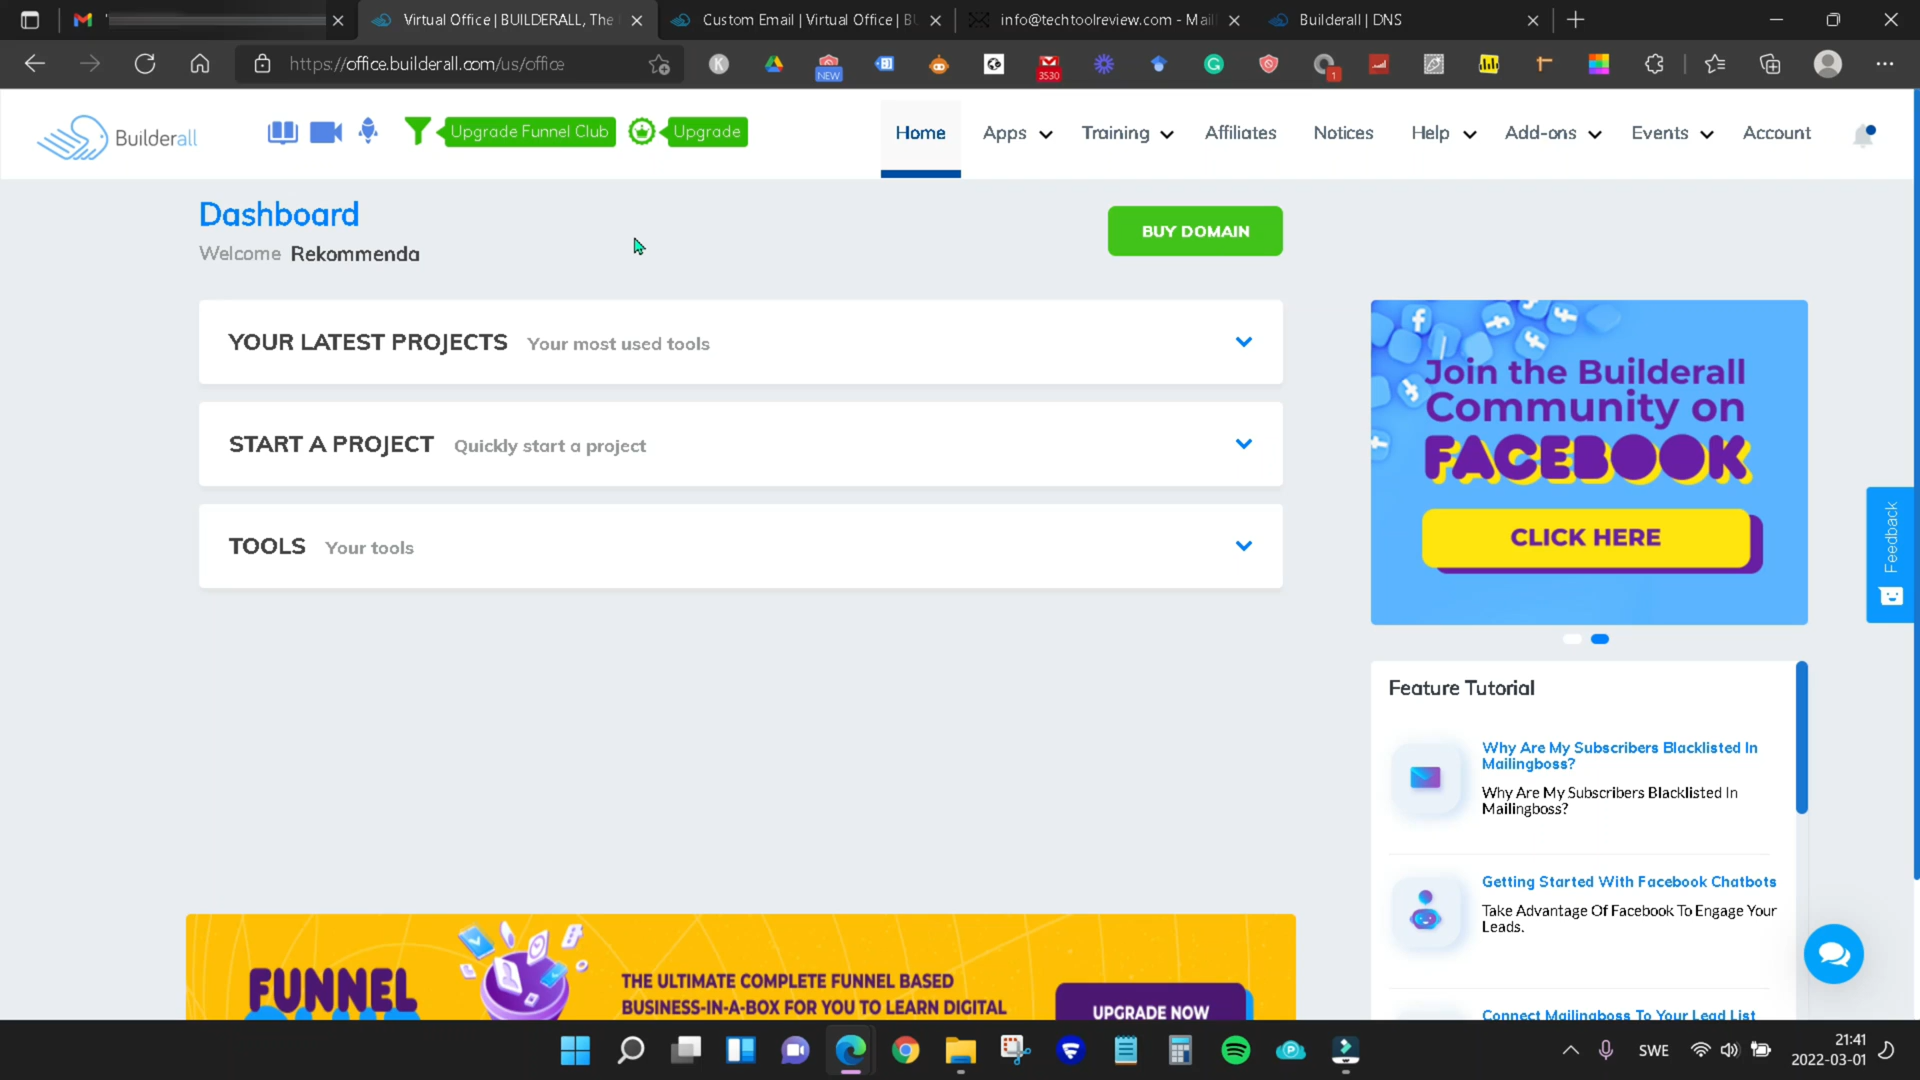 Virtual Office | BUILDERALL, The
Custom Email | Virtual Office | BU
info@techtoolreview.com - Mail
Builderall | DNS
https://office.builderall.com/us/office
NEW
3530
1
Builderall
Upgrade Funnel Club
Upgrade
Home
Apps
Training
Affiliates
Notices
Help
Add-ons
Events
Account
Dashboard
Welcome Rekommenda
BUY DOMAIN
YOUR LATEST PROJECTS Your most used tools
START A PROJECT Quickly start a project
TOOLS Your tools
Join the Builderall
Community on
FACEBOOK
CLICK HERE
Feedback
Feature Tutorial
Why Are My Subscribers Blacklisted In
Mailingboss?
Why Are My Subscribers Blacklisted In
Mailingboss?
Getting Started With Facebook Chatbots
Take Advantage Of Facebook To Engage Your
Leads.
Connect Mailingboss To Your Lead List
FUNNEL
THE ULTIMATE COMPLETE FUNNEL BASED
BUSINESS-IN-A-BOX FOR YOU TO LEARN DIGITAL
UPGRADE NOW
SWE
21:41
2022-03-01